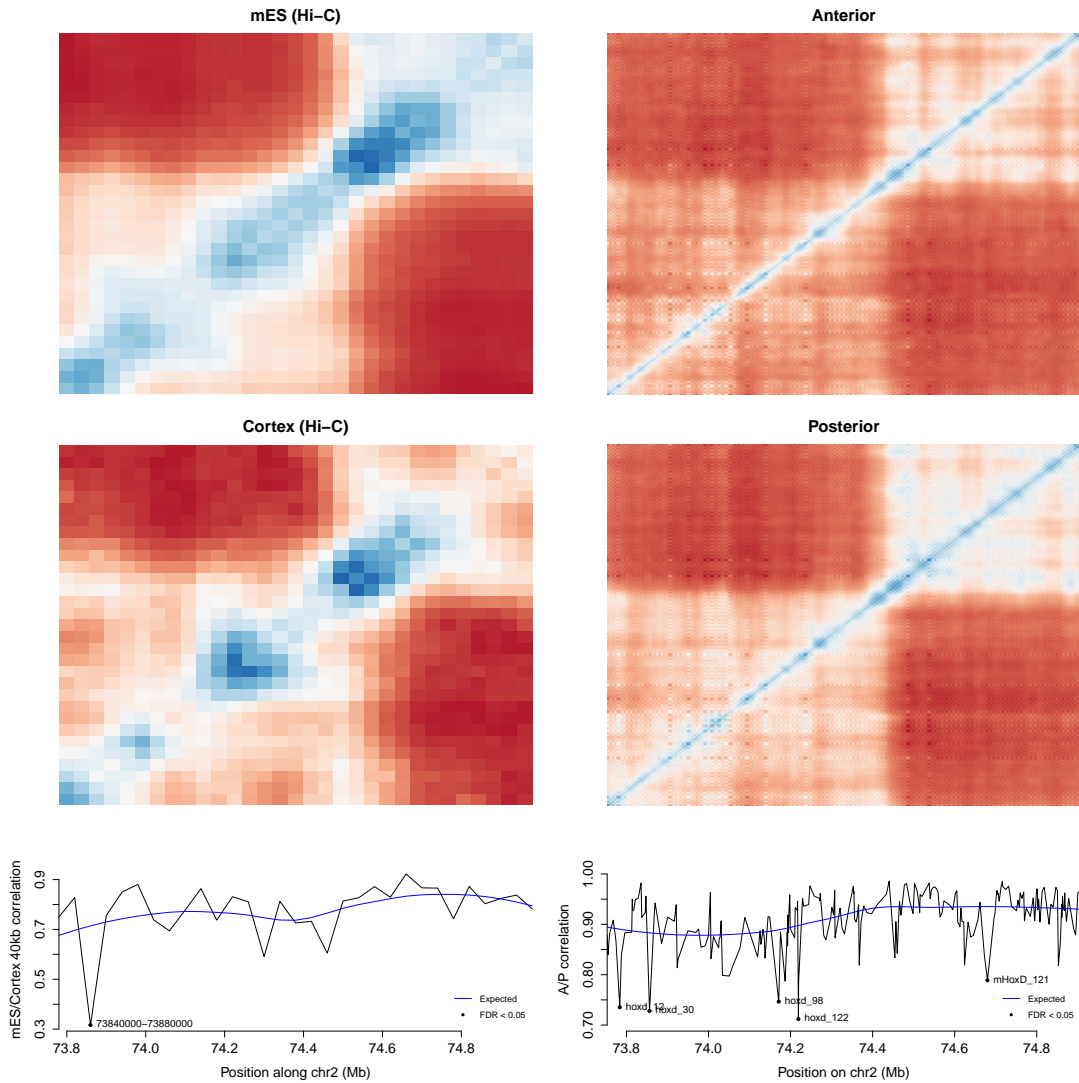 mES (Hi−C)
Anterior
Cortex (Hi−C)
Posterior
mES/Cortex 40kb correlation
0.9
0.7
0.5
0.3
73840000−73880000
Expected
FDR < 0.05
73.8
74.0
74.2
74.4
74.6
74.8
Position along chr2 (Mb)
A/P correlation
1.00
0.90
0.80
0.70
hoxd_12
hoxd_30
hoxd_98
hoxd_122
mHoxD_121
Expected
FDR < 0.05
73.8
74.0
74.2
74.4
74.6
74.8
Position on chr2 (Mb)